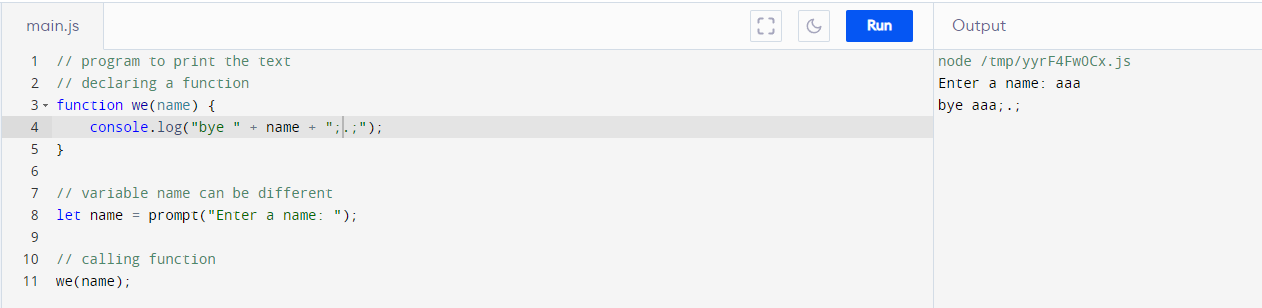 main.js Run Output
1 // program to print the text
2 // declaring a function
3 function we(name) {
4     console.log("bye " + name + ";.;");
5 }
6
7 // variable name can be different
8 let name = prompt("Enter a name: ");
9
10 // calling function
11 we(name);
node /tmp/yyrF4FwOCx.js
Enter a name: aaa
bye aaa;.;